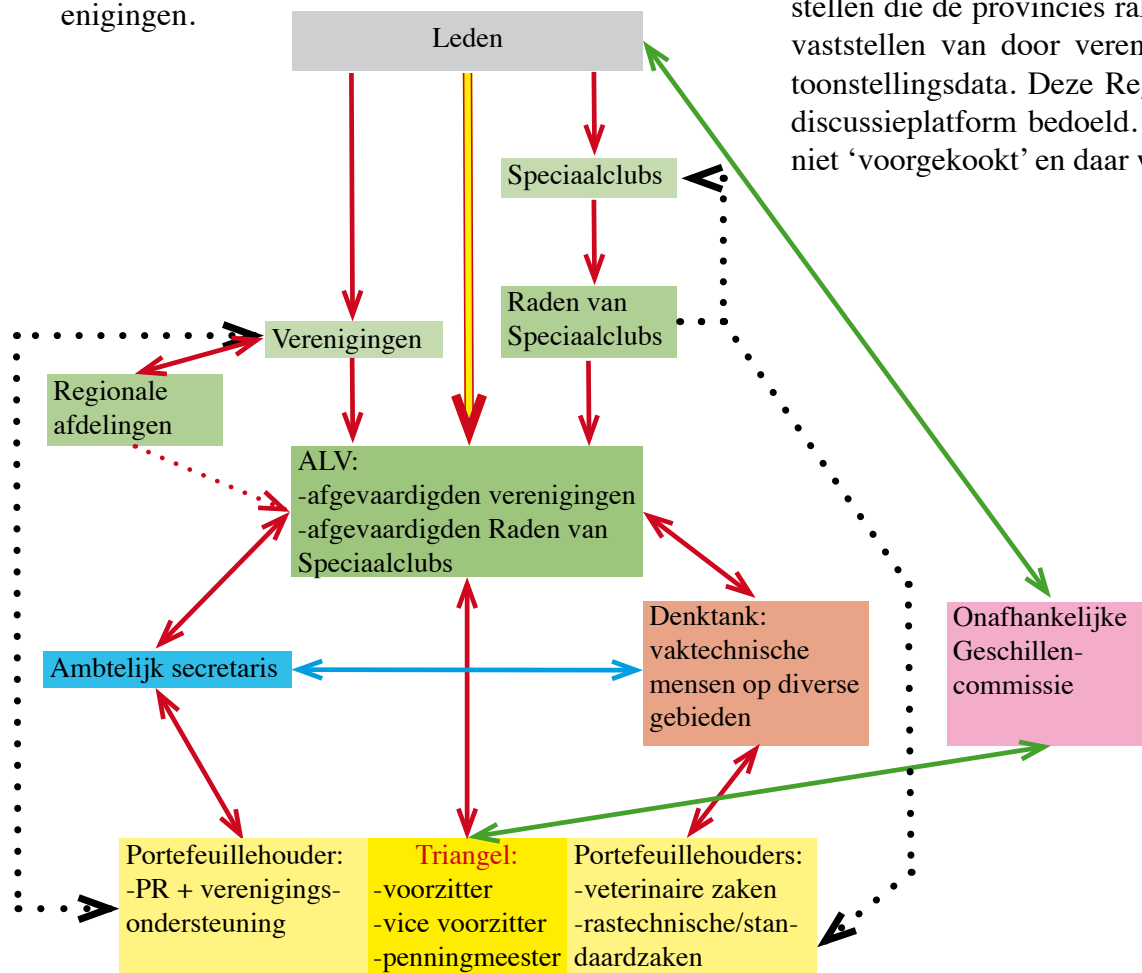 enigingen.
stellen die de provincies
vaststellen van door
toonstellingsdata. Deze
discussieplatform bedoeld.
niet ‘voorgekookt’ en daar
Leden
Speciaalclubs
Raden van
Speciaalclubs
Verenigingen
Regionale
afdelingen
ALV:
-afgevaardigden verenigingen
-afgevaardigden Raden van
Speciaalclubs
Denktank:
vaktechnische
mensen op diverse
gebieden
Onafhankelijke
Geschillen-
commissie
Ambtelijk secretaris
Portefeuillehouder:
-PR + verenigings-
ondersteuning
Triangel:
-voorzitter
-vice voorzitter
-penningmeester
Portefeuillehouders:
-veterinaire zaken
-rastechnische/stan-
daardzaken